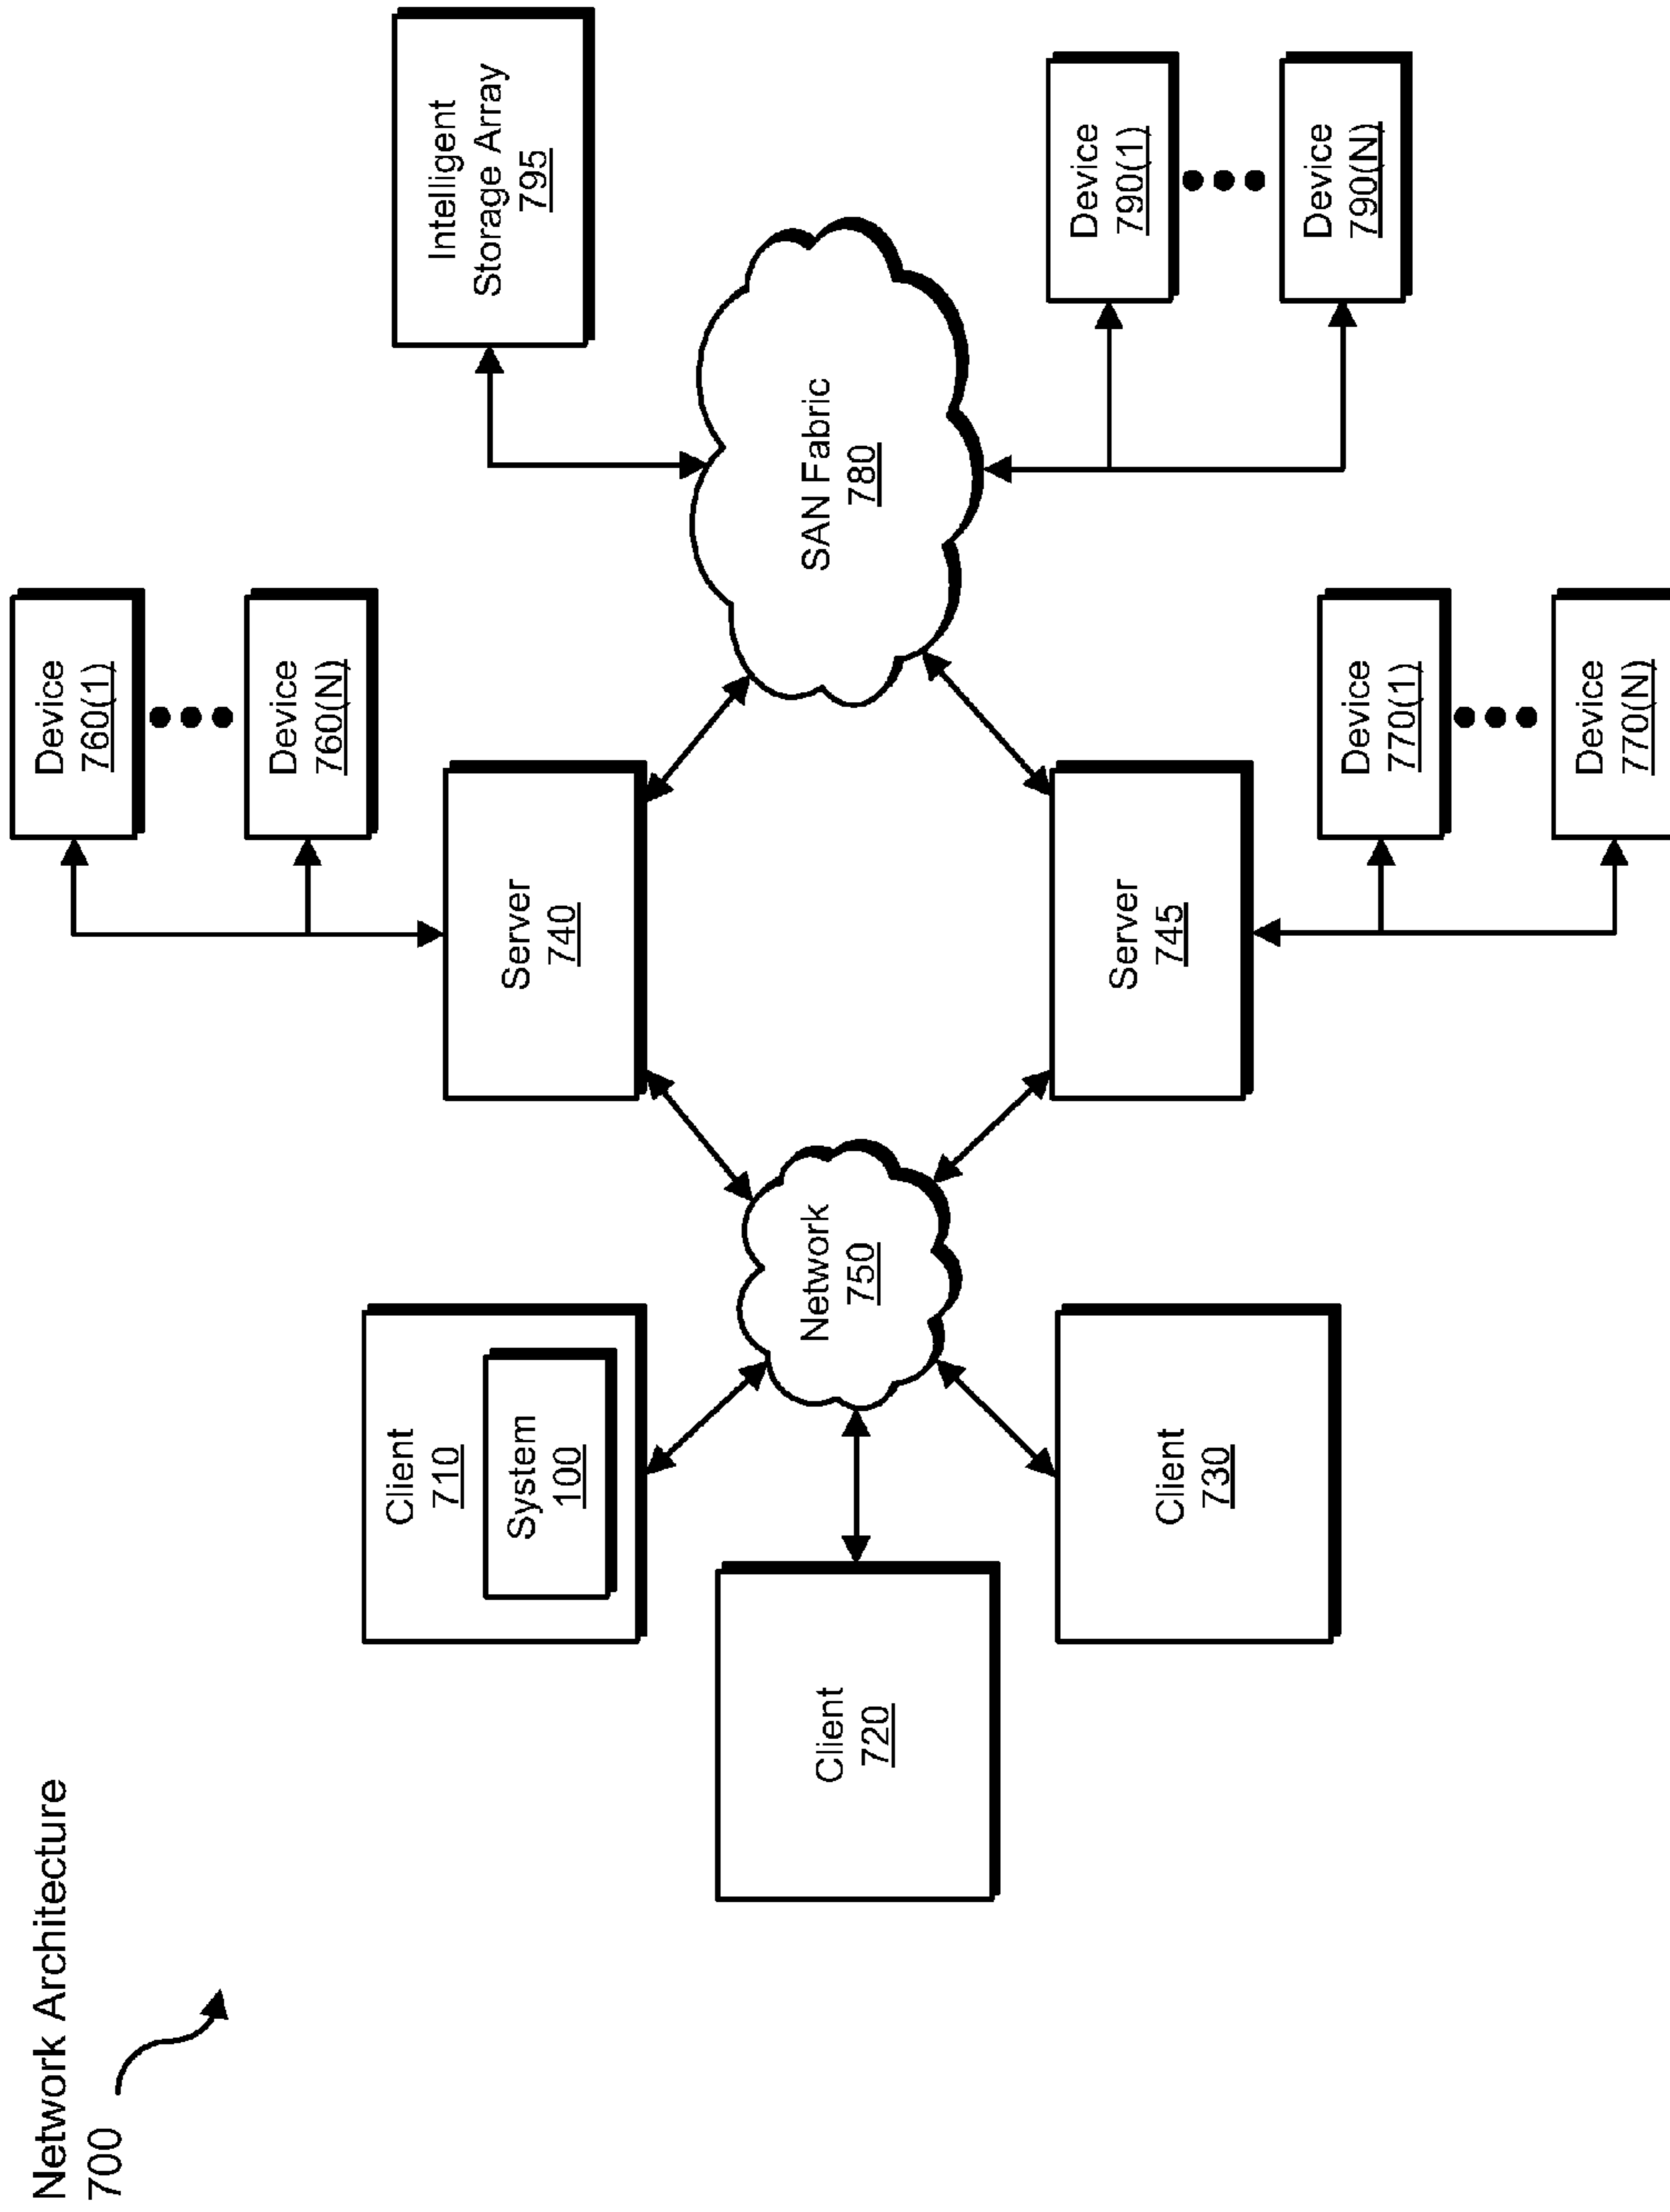 Network Architecture
700
Client
710
System
100
Client
720
Client
730
Network
750
Device
760(1)
Device
760(N)
Server
740
Server
745
Device
770(1)
Device
770(N)
SAN Fabric
780
Intelligent
Storage Array
795
Device
790(1)
Device
790(N)